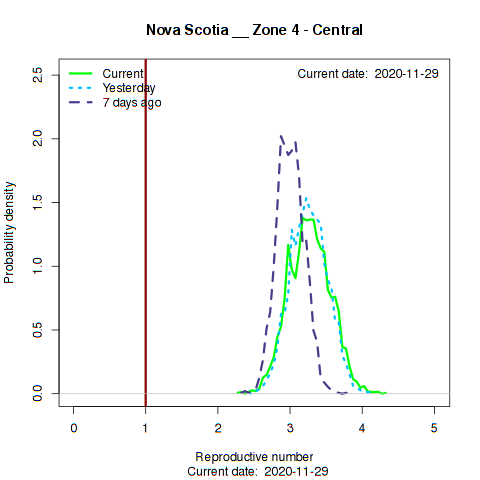 Nova Scotia __ Zone 4 - Central
Current date: 2020-11-29
Current
Yesterday
7 days ago
Probability density
2.5
2.0
1.5
1.0
0.5
0.0
0 1 2 3 4 5
Reproductive number
Current date: 2020-11-29